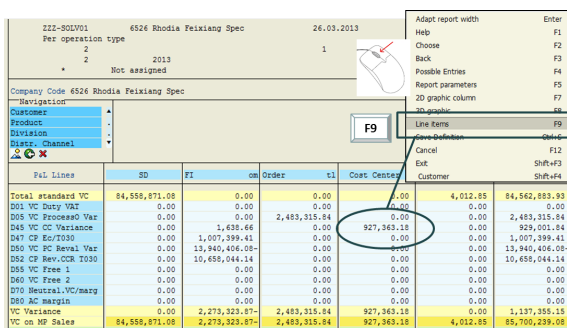 ZZZ-SOLV01 6526 Rhodia Feixiang Spec 26.03.2013
Per operation type
2 1
2 2013
* Not assigned
Company Code 6526 Rhodia Feixiang Spec
Navigation
Customer
Product
Division
Distr. Channel
F9
Adapt report width Enter
Help F1
Choose F2
Back F3
Possible Entries F4
Report parameters F5
2D graphic column F7
3D graphic F8
Line items F9
Save Definition Ctrl+S
Cancel F12
Exit Shift+F3
Customer Shift+F4
P&L Lines SD FI om Order tl Cost Center
Total standard VC 84,558,871.08 0.00 0.00 0.00 4,012.85 84,562,883.93
D01 VC Duty VAT 0.00 0.00 0.00 0.00 0.00 0.00
D05 VC ProcessO Var 0.00 0.00 2,483,315.84 0.00 0.00 2,483,315.84
D45 VC CC Variance 0.00 1,638.66 0.00 927,363.18 0.00 929,001.84
D47 CP Ec/T030 0.00 1,007,399.41 0.00 0.00 0.00 1,007,399.41
D50 VC PC Reval Var 0.00 13,940,406.08- 0.00 0.00 0.00 13,940,406.08-
D52 CP Rev.CCR T030 0.00 10,658,044.14 0.00 0.00 0.00 10,658,044.14
D55 VC Free 1 0.00 0.00 0.00 0.00 0.00 0.00
D60 VC Free 2 0.00 0.00 0.00 0.00 0.00 0.00
D70 Neutral.VC/marg 0.00 0.00 0.00 0.00 0.00 0.00
D80 AC margin 0.00 0.00 0.00 0.00 0.00 0.00
VC Variance 0.00 2,273,323.87- 2,483,315.84 927,363.18 0.00 1,137,355.15
VC on MP Sales 84,558,871.08 2,273,323.87- 2,483,315.84 927,363.18 4,012.85 85,700,239.08